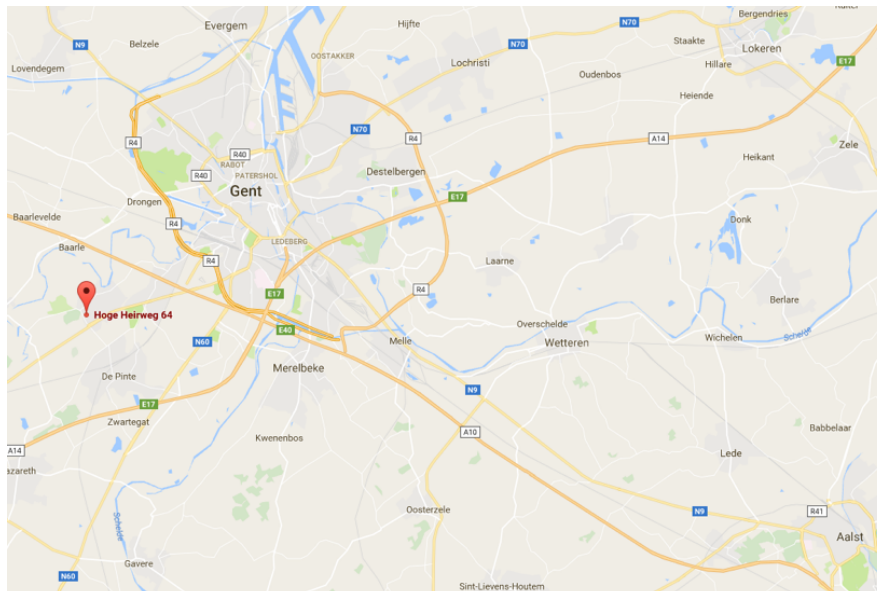 Evergem
Hijfte
N70
Bergendries
N9
Belzele
Staakte
Lokeren
OOSTAKKER
Lochristi
N70
Hillare
E17
Lovendegem
Oudenbos
Heiende
N70
R4
R4
A14
Zele
R40
RABOT
Heikant
R40
PATERSHOL
Destelbergen
Gent
E17
Drongen
Baarlevelde
R4
Donk
Baarle
LEDEBERG
R4
Laarne
R4
E17
Berlare
Hoge Heirweg 64
Overschelde
E40
Schelde
N60
Melle
Wetteren
Wichelen
Merelbeke
De Pinte
N9
E17
Zwartegat
Babbelaar
Kwenenbos
A10
A14
Lede
azareth
Oosterzele
N9
R41
Schelde
Aalst
Gavere
N60
Sint-Lievens-Houtem